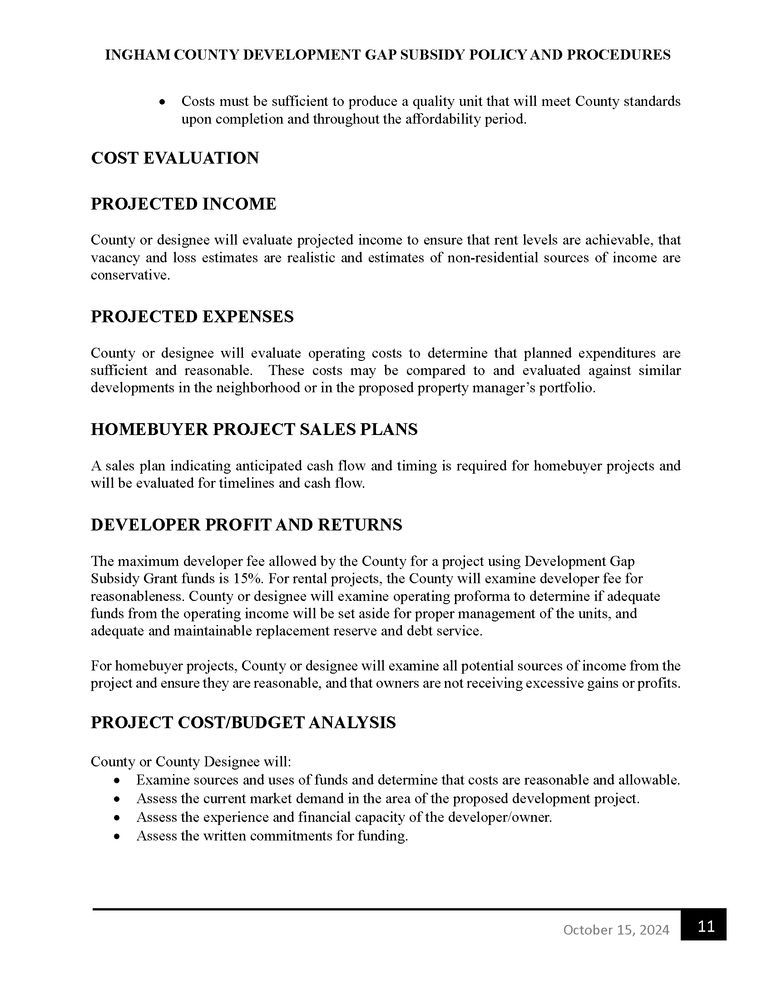 INGHAM COUNTY DEVELOPMENT GAP SUBSIDY POLICY AND PROCEDURES
• Costs must be sufficient to produce a quality unit that will meet County standards
upon completion and throughout the affordability period.
COST EVALUATION
PROJECTED INCOME
County or designee will evaluate projected income to ensure that rent levels are achievable, that
vacancy and loss estimates are realistic and estimates of non-residential sources of income are
conservative.
PROJECTED EXPENSES
County or designee will evaluate operating costs to determine that planned expenditures are
sufficient and reasonable.  These costs may be compared to and evaluated against similar
developments in the neighborhood or in the proposed property manager’s portfolio.
HOMEBUYER PROJECT SALES PLANS
A sales plan indicating anticipated cash flow and timing is required for homebuyer projects and
will be evaluated for timelines and cash flow.
DEVELOPER PROFIT AND RETURNS
The maximum developer fee allowed by the County for a project using Development Gap
Subsidy Grant funds is 15%. For rental projects, the County will examine developer fee for
reasonableness. County or designee will examine operating proforma to determine if adequate
funds from the operating income will be set aside for proper management of the units, and
adequate and maintainable replacement reserve and debt service.
For homebuyer projects, County or designee will examine all potential sources of income from the
project and ensure they are reasonable, and that owners are not receiving excessive gains or profits.
PROJECT COST/BUDGET ANALYSIS
County or County Designee will:
• Examine sources and uses of funds and determine that costs are reasonable and allowable.
• Assess the current market demand in the area of the proposed development project.
• Assess the experience and financial capacity of the developer/owner.
• Assess the written commitments for funding.
October 15, 2024 11